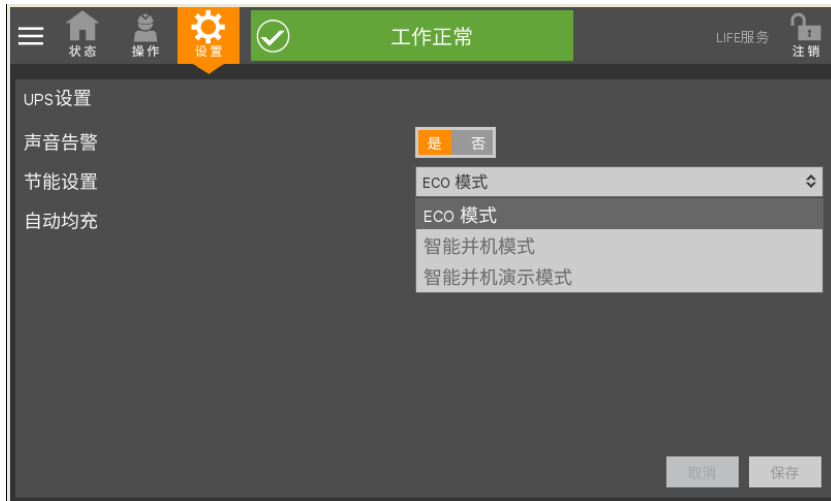 状态 操作 设置 工作正常 LIFE服务 注销
UPS设置
声音告警 是 否
节能设置 ECO 模式
自动均充 ECO 模式
智能并机模式
智能并机演示模式
取消 保存